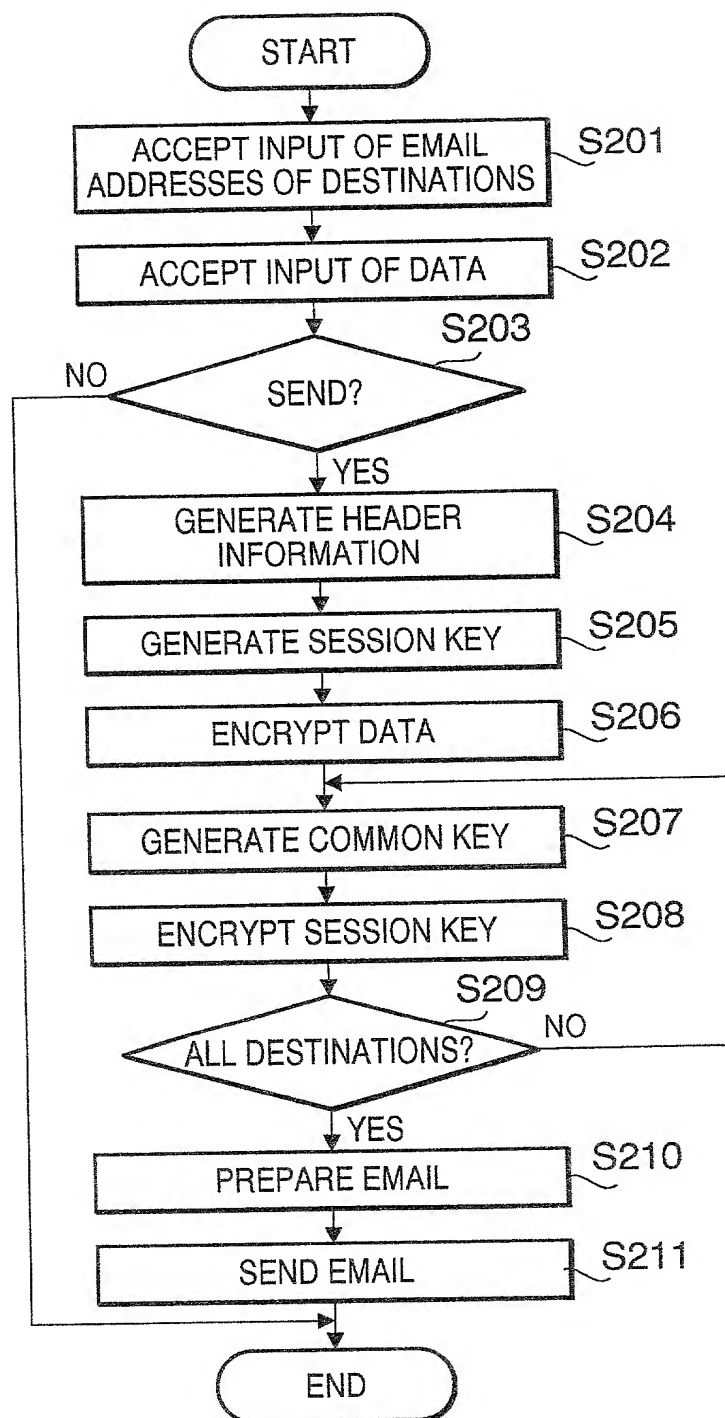 START
ACCEPT INPUT OF EMAIL
ADDRESSES OF DESTINATIONS
S201
ACCEPT INPUT OF DATA
S202
S203
NO
SEND?
YES
GENERATE HEADER
INFORMATION
S204
GENERATE SESSION KEY
S205
ENCRYPT DATA
S206
GENERATE COMMON KEY
S207
ENCRYPT SESSION KEY
S208
S209
ALL DESTINATIONS?
NO
YES
PREPARE EMAIL
S210
SEND EMAIL
S211
END